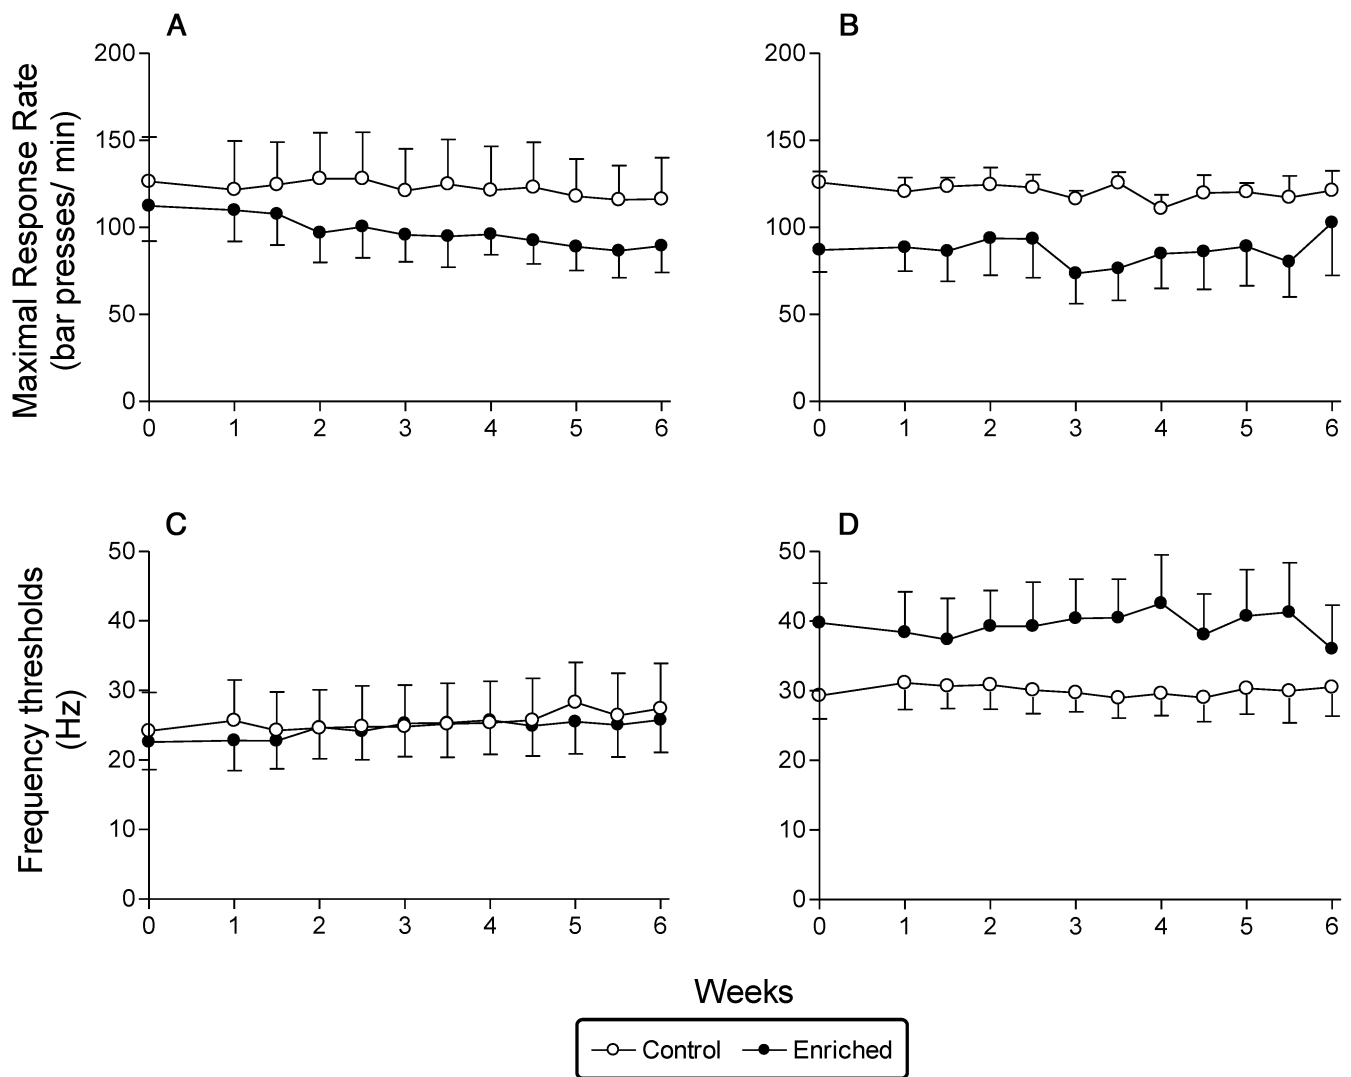 A
B
Maximal Response Rate
(bar presses/ min)
200
150
100
50
0
0 1 2 3 4 5 6
200
150
100
50
0
0 1 2 3 4 5 6
C
D
Frequency thresholds
(Hz)
50
40
30
20
10
0
0 1 2 3 4 5 6
50
40
30
20
10
0
0 1 2 3 4 5 6
Weeks
Control Enriched